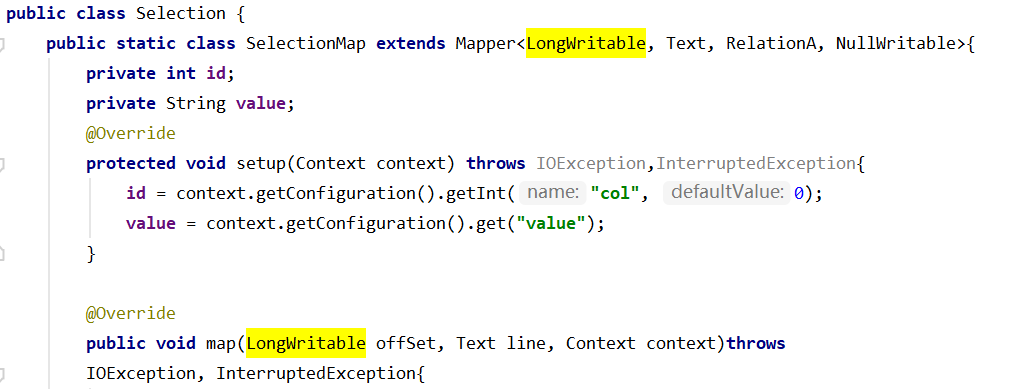 public class Selection {
public static class SelectionMap extends Mapper<LongWritable, Text, RelationA, NullWritable>{
private int id;
private String value;
@Override
protected void setup(Context context) throws IOException,InterruptedException{
id = context.getConfiguration().getInt( name: "col", defaultValue: 0);
value = context.getConfiguration().get("value");
}
@Override
public void map(LongWritable offSet, Text line, Context context)throws
IOException, InterruptedException{